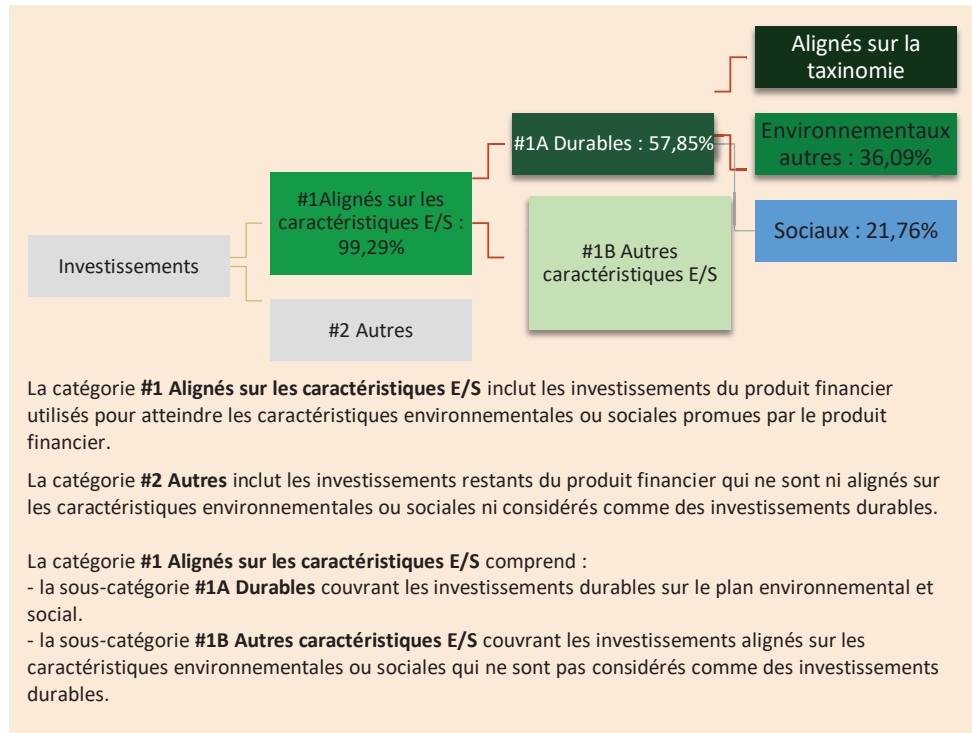 Alignés sur la
taxinomie
#1A Durables : 57,85%
Environnementaux
autres : 36,09%
#1Alignés sur les
caractéristiques E/S :
99,29%
Sociaux : 21,76%
#1B Autres
caractéristiques E/S
Investissements
#2 Autres
La catégorie #1 Alignés sur les caractéristiques E/S inclut les investissements du produit financier
utilisés pour atteindre les caractéristiques environnementales ou sociales promues par le produit
financier.
La catégorie #2 Autres inclut les investissements restants du produit financier qui ne sont ni alignés sur
les caractéristiques environnementales ou sociales ni considérés comme des investissements durables.
La catégorie #1 Alignés sur les caractéristiques E/S comprend :
- la sous-catégorie #1A Durables couvrant les investissements durables sur le plan environnemental et
social.
- la sous-catégorie #1B Autres caractéristiques E/S couvrant les investissements alignés sur les
caractéristiques environnementales ou sociales qui ne sont pas considérés comme des investissements
durables.